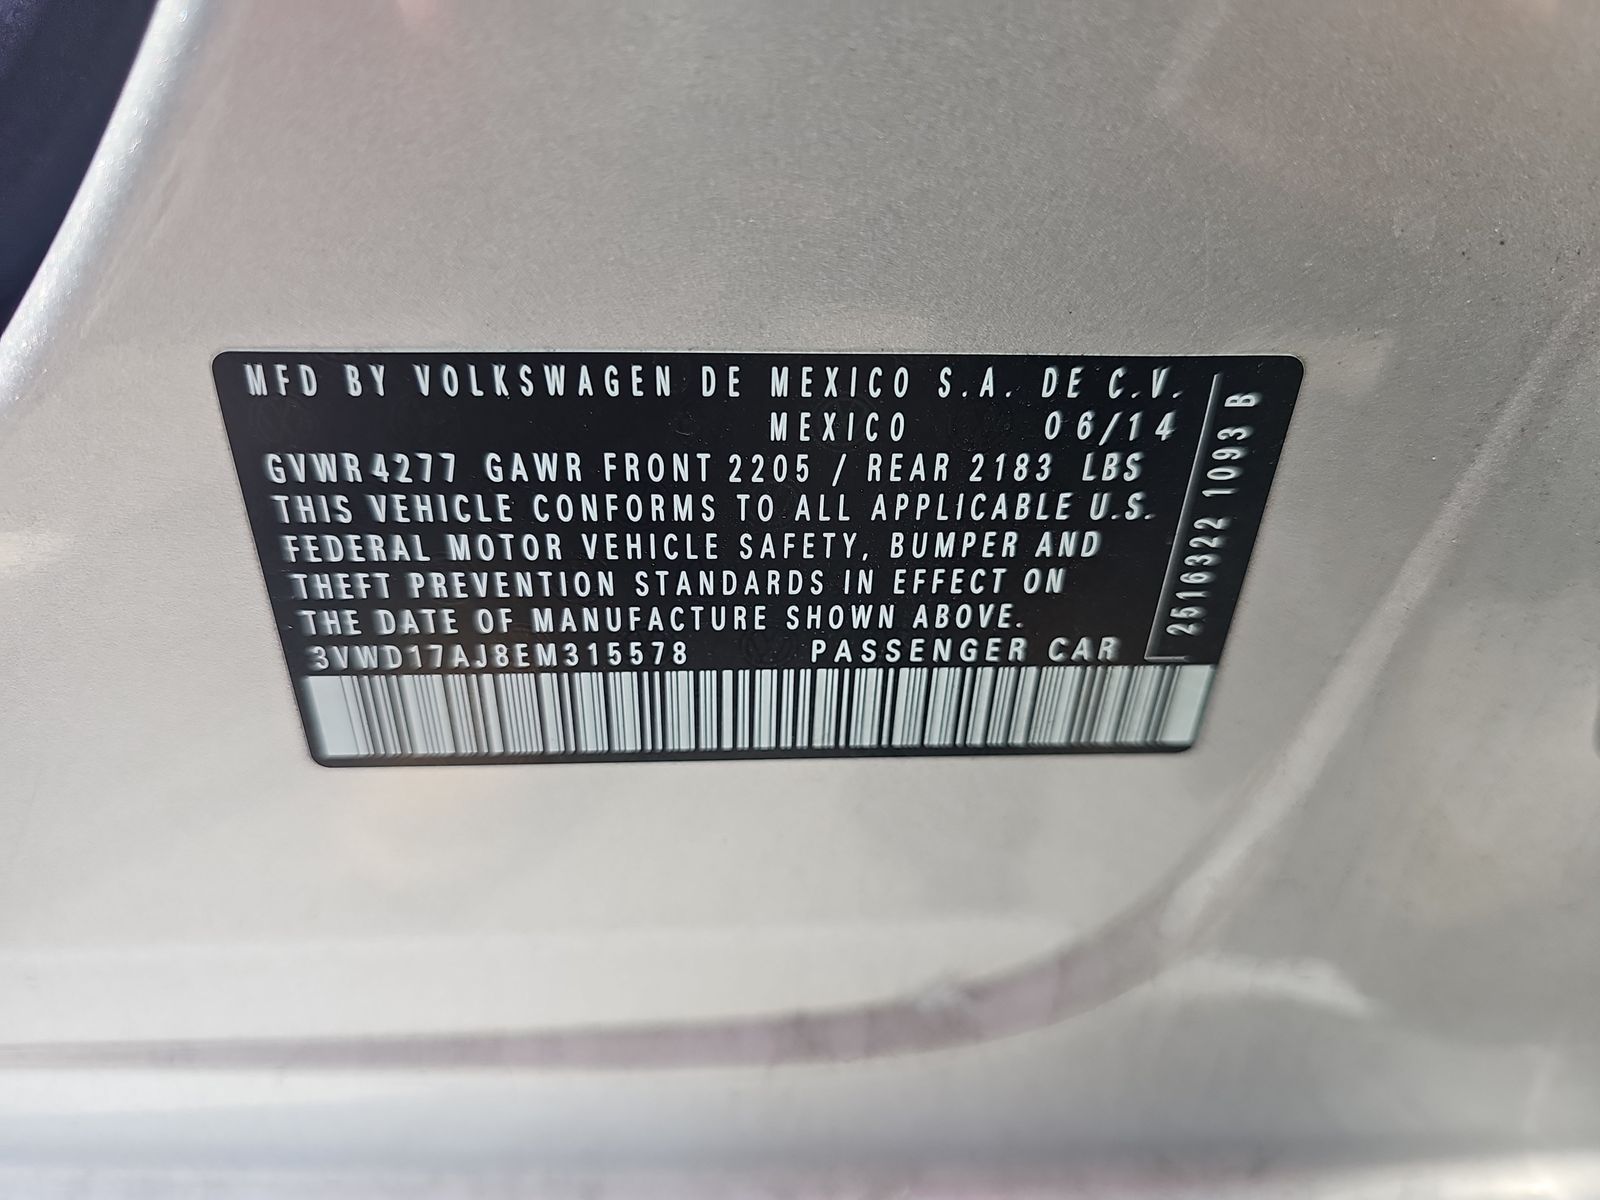 MFD BY VOLKSWAGEN DE MEXICO S.A. DE C.V.
MEXICO 06/14
GVWR 4277 GAWR FRONT 2205 / REAR 2183 LBS
THIS VEHICLE CONFORMS TO ALL APPLICABLE U.S.
FEDERAL MOTOR VEHICLE SAFETY, BUMPER AND
THEFT PREVENTION STANDARDS IN EFFECT ON
THE DATE OF MANUFACTURE SHOWN ABOVE.
3VWD17AJ8EM315578 PASSENGER CAR
2516322 1093 B